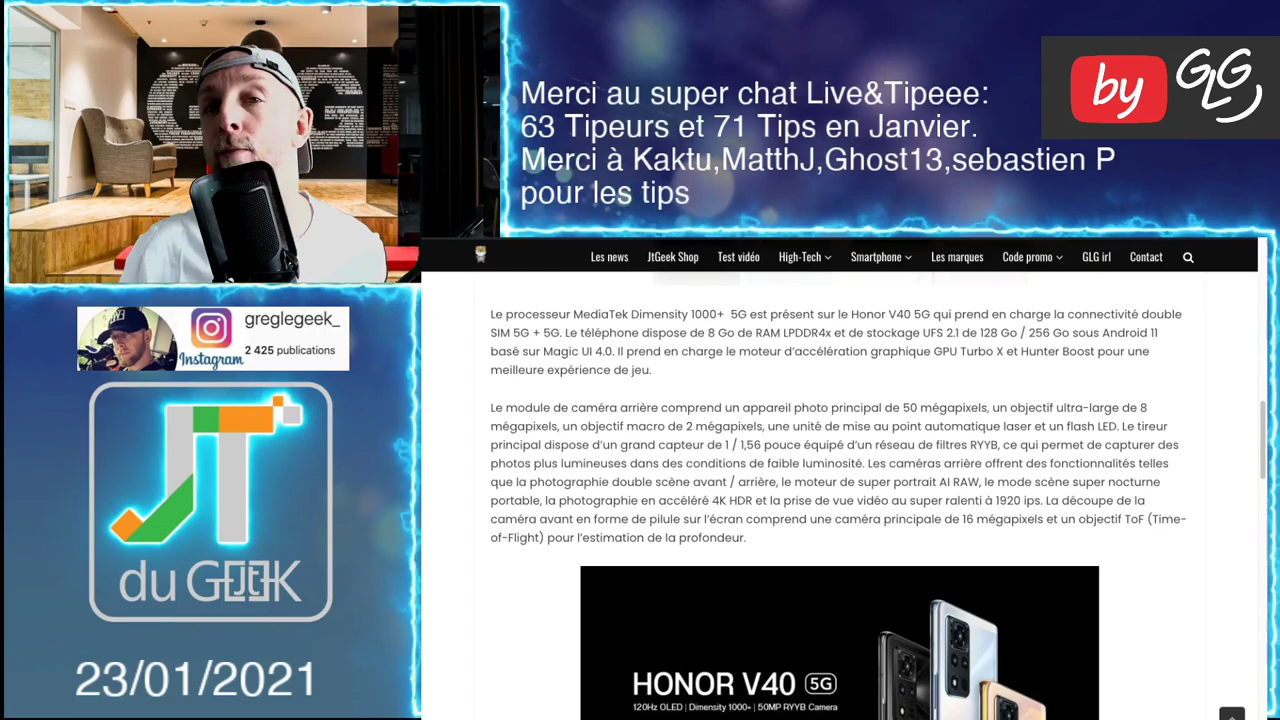 Merci au super chat Live&Tipeee:
63 Tipeurs et 71 Tips en Janvier.
Merci à Kaktu,MatthJ,Ghost13,sebastien P
pour les tips
by GLG
Les news JtGeek Shop Test vidéo High-Tech Smartphone Les marques Code promo GLG irl Contact
Le processeur MediaTek Dimensity 1000+ 5G est présent sur le Honor V40 5G qui prend en charge la connectivité double
SIM 5G + 5G. Le téléphone dispose de 8 Go de RAM LPDDR4x et de stockage UFS 2.1 de 128 Go / 256 Go sous Android 11
basé sur Magic UI 4.0. Il prend en charge le moteur d’accélération graphique GPU Turbo X et Hunter Boost pour une
meilleure expérience de jeu.
Le module de caméra arrière comprend un appareil photo principal de 50 mégapixels, un objectif ultra-large de 8
mégapixels, un objectif macro de 2 mégapixels, une unité de mise au point automatique laser et un flash LED. Le tireur
principal dispose d’un grand capteur de 1 / 1,56 pouce équipé d’un réseau de filtres RYYB, ce qui permet de capturer des
photos plus lumineuses dans des conditions de faible luminosité. Les caméras arrière offrent des fonctionnalités telles
que la photographie double scène avant / arrière, le moteur de super portrait AI RAW, le mode scène super nocturne
portable, la photographie en accéléré 4K HDR et la prise de vue vidéo au super ralenti à 1920 ips. La découpe de la
caméra avant en forme de pilule sur l’écran comprend une caméra principale de 16 mégapixels et un objectif ToF (Time-
of-Flight) pour l’estimation de la profondeur.
HONOR V40 5G
120Hz OLED | Dimensity 1000+ | 50MP RYYB Camera
greglegeek_
Instagram 2 425 publications
JT
du GEEK
23/01/2021